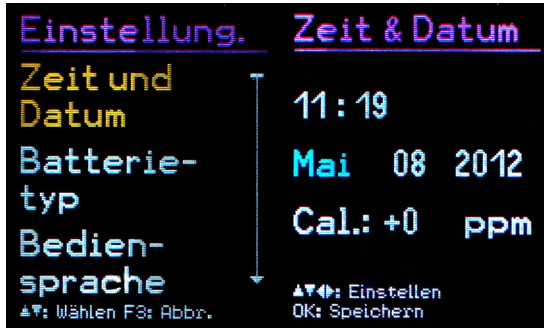 Einstellung.
Zeit und
Datum
Batterie-
typ
Bedien-
sprache
▲▼: Wählen F3: Abbr.
Zeit & Datum
11:19
Mai 08 2012
Cal.: +0 ppm
▲▼◀▶: Einstellen
OK: Speichern